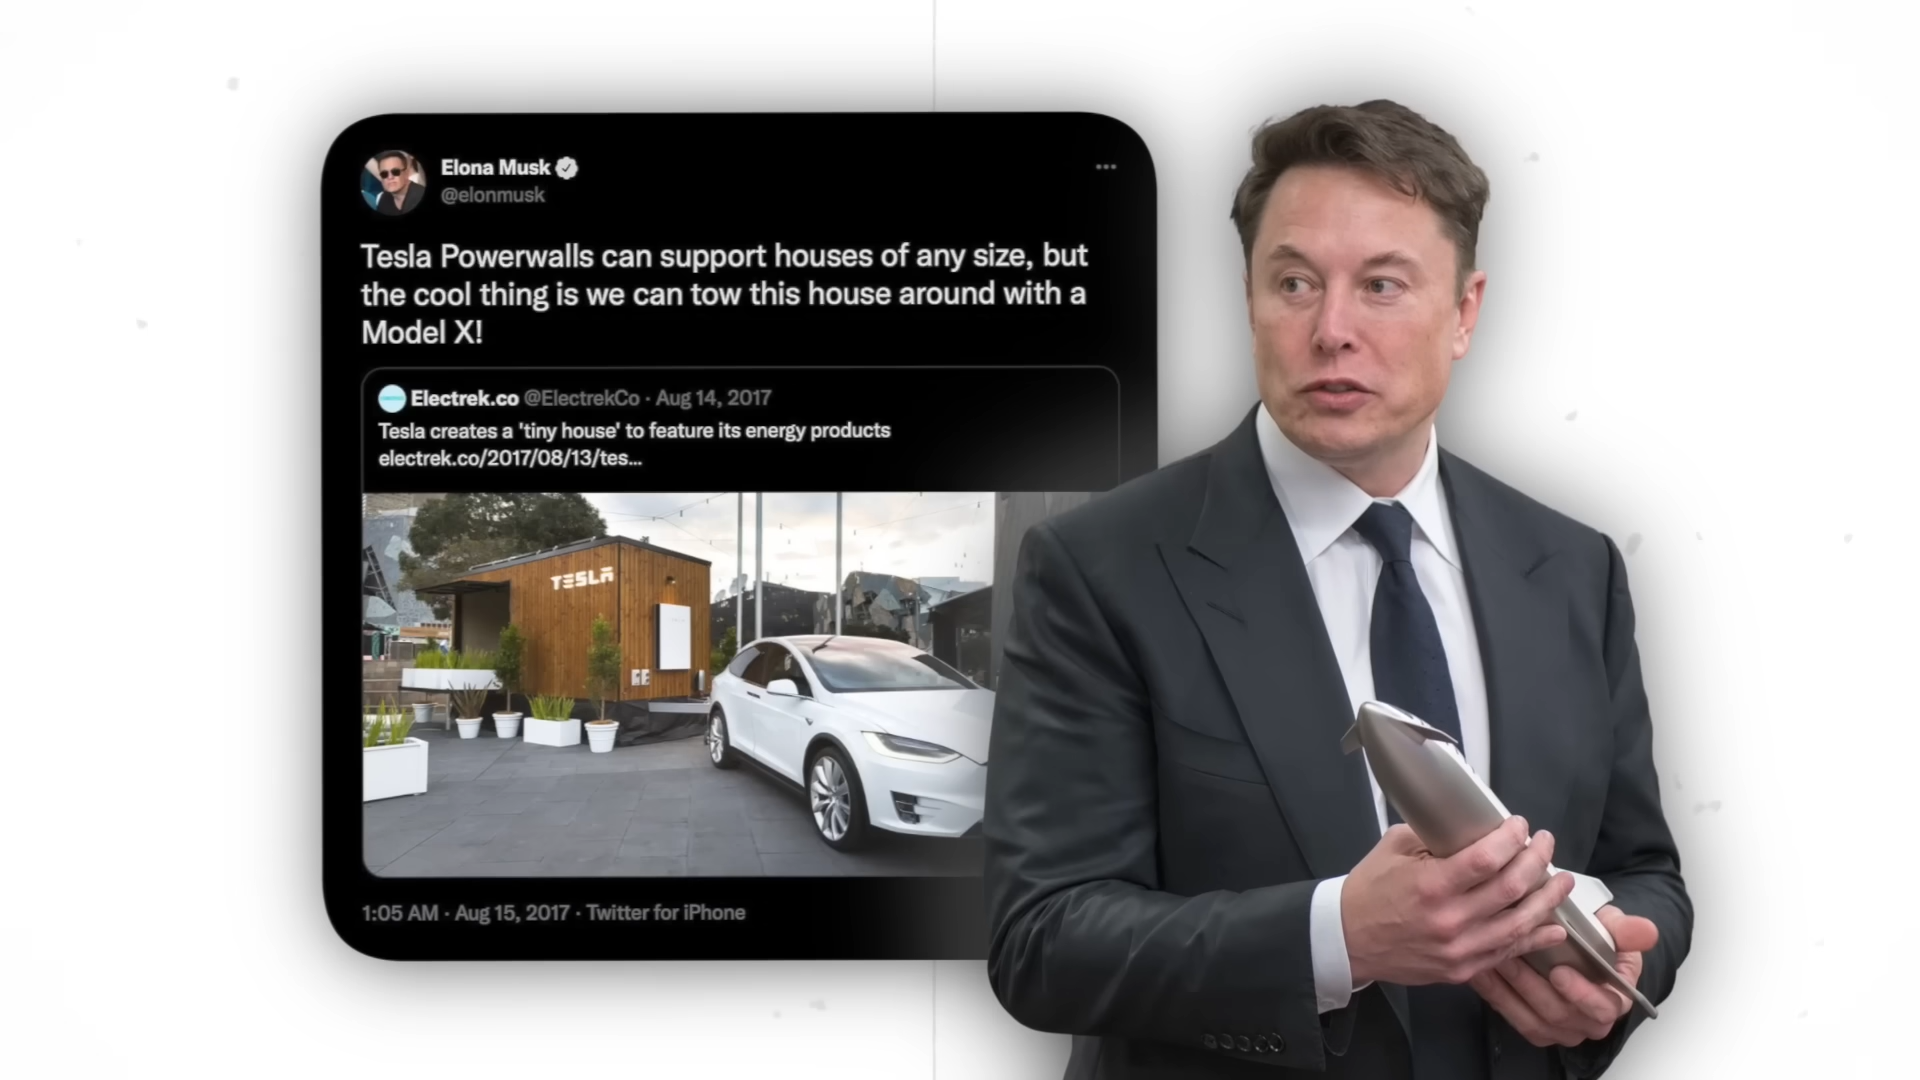 Elona Musk
@elonmusk
Tesla Powerwalls can support houses of any size, but
the cool thing is we can tow this house around with a
Model X!
Electrek.co @ElectrekCo · Aug 14, 2017
Tesla creates a 'tiny house' to feature its energy products
electrek.co/2017/08/13/tes...
TESLA
1:05 AM · Aug 15, 2017 · Twitter for iPhone